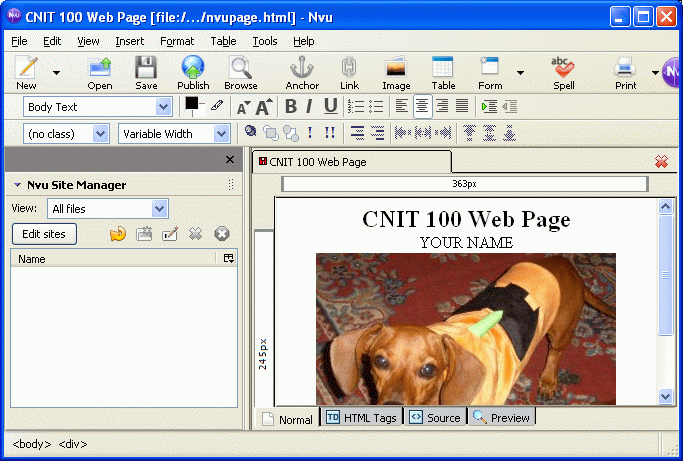 CNIT 100 Web Page [file:/.../nvupage.html] - Nvu
File Edit View Insert Format Table Tools Help
New Open Save Publish Browse Anchor Link Image Table Form Spell Print
Body Text B I U
(no class) Variable Width ! !!
CNIT 100 Web Page
Nvu Site Manager
363px
View: All files
Edit sites
Name
CNIT 100 Web Page
YOUR NAME
245px
Normal TD HTML Tags Source Preview
<body> <div>